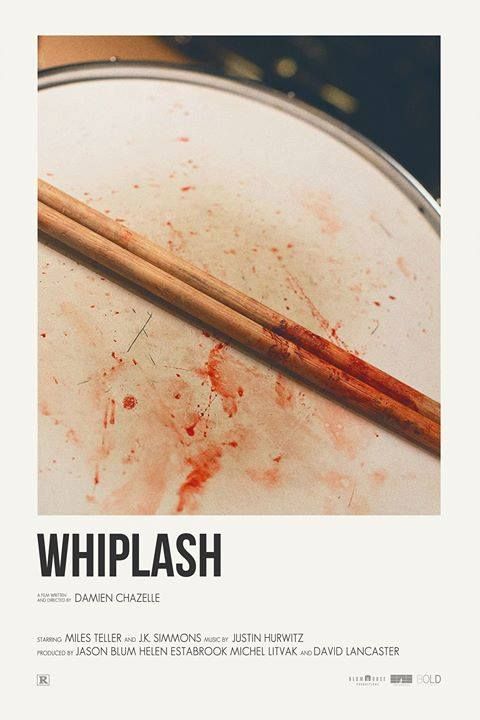 WHIPLASH
A FILM WRITTEN
AND DIRECTED BY DAMIEN CHAZELLE
STARRING MILES TELLER AND J.K. SIMMONS MUSIC BY JUSTIN HURWITZ
PRODUCED BY JASON BLUM HELEN ESTABROOK MICHEL LITVAK AND DAVID LANCASTER
R BLUMHOUSE PRODUCTIONS BOLD